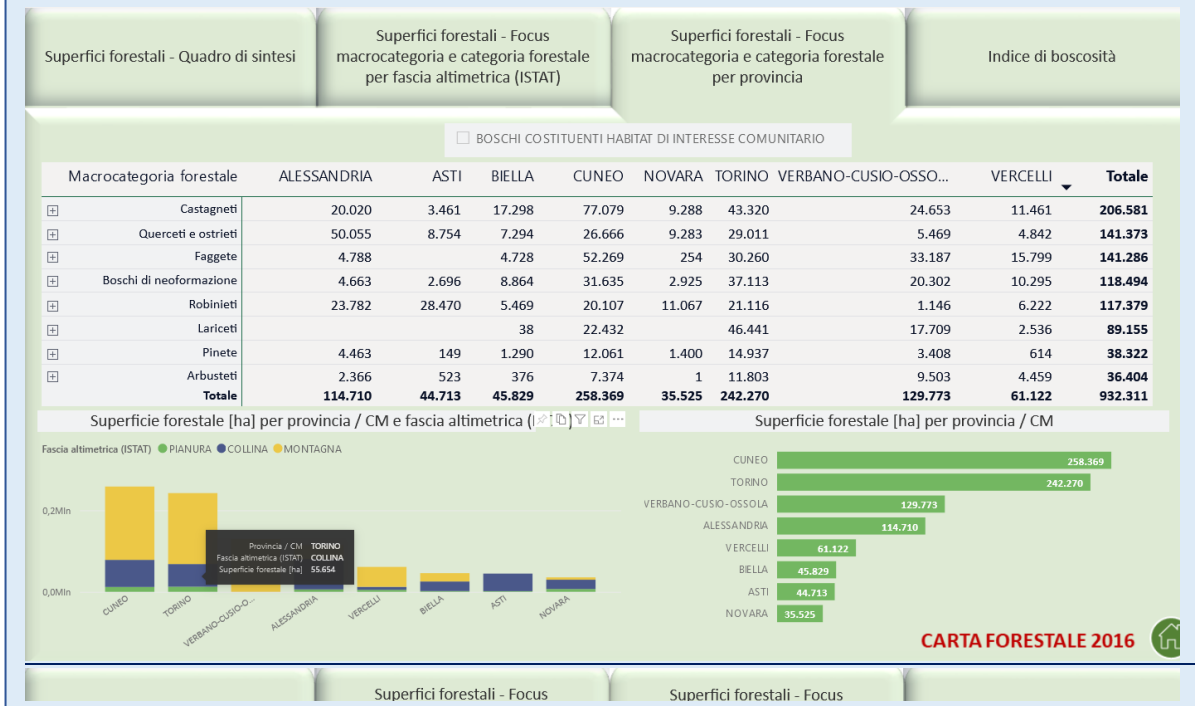 Superfici forestali - Quadro di sintesi
Superfici forestali - Focus
macrocategoria e categoria forestale
per fascia altimetrica (ISTAT)
Superfici forestali - Focus
macrocategoria e categoria forestale
per provincia
Indice di boscosità
BOSCHI COSTITUENTI HABITAT DI INTERESSE COMUNITARIO
Macrocategoria forestale ALESSANDRIA ASTI BIELLA CUNEO NOVARA TORINO VERBANO-CUSIO-OSSO... VERCELLI Totale
Castagneti 20.020 3.461 17.298 77.079 9.288 43.320 24.653 11.461 206.581
Querceti e ostrieti 50.055 8.754 7.294 26.666 9.283 29.011 5.469 4.842 141.373
Faggete 4.788 4.728 52.269 254 30.260 33.187 15.799 141.286
Boschi di neoformazione 4.663 2.696 8.864 31.635 2.925 37.113 20.302 10.295 118.494
Robinieti 23.782 28.470 5.469 20.107 11.067 21.116 1.146 6.222 117.379
Lariceti 38 22.432 46.441 17.709 2.536 89.155
Pinete 4.463 149 1.290 12.061 1.400 14.937 3.408 614 38.322
Arbusteti 2.366 523 376 7.374 1 11.803 9.503 4.459 36.404
Totale 114.710 44.713 45.829 258.369 35.525 242.270 129.773 61.122 932.311
Superficie forestale [ha] per provincia / CM e fascia altimetrica (
Fascia altimetrica (ISTAT) PIANURA COLLINA MONTAGNA
0,2Mln
0,0Mln
Provincia / CM TORINO
Fascia altimetrica (ISTAT) COLLINA
Superficie forestale [ha] 55.654
CUNEO
TORINO
VERBANO-CUSIO-O...
ALESSANDRIA
VERCELLI
BIELLA
ASTI
NOVARA
Superficie forestale [ha] per provincia / CM
CUNEO 258.369
TORINO 242.270
VERBANO-CUSIO-OSSOLA 129.773
ALESSANDRIA 114.710
VERCELLI 61.122
BIELLA 45.829
ASTI 44.713
NOVARA 35.525
CARTA FORESTALE 2016
Superfici forestali - Focus
Superfici forestali - Focus